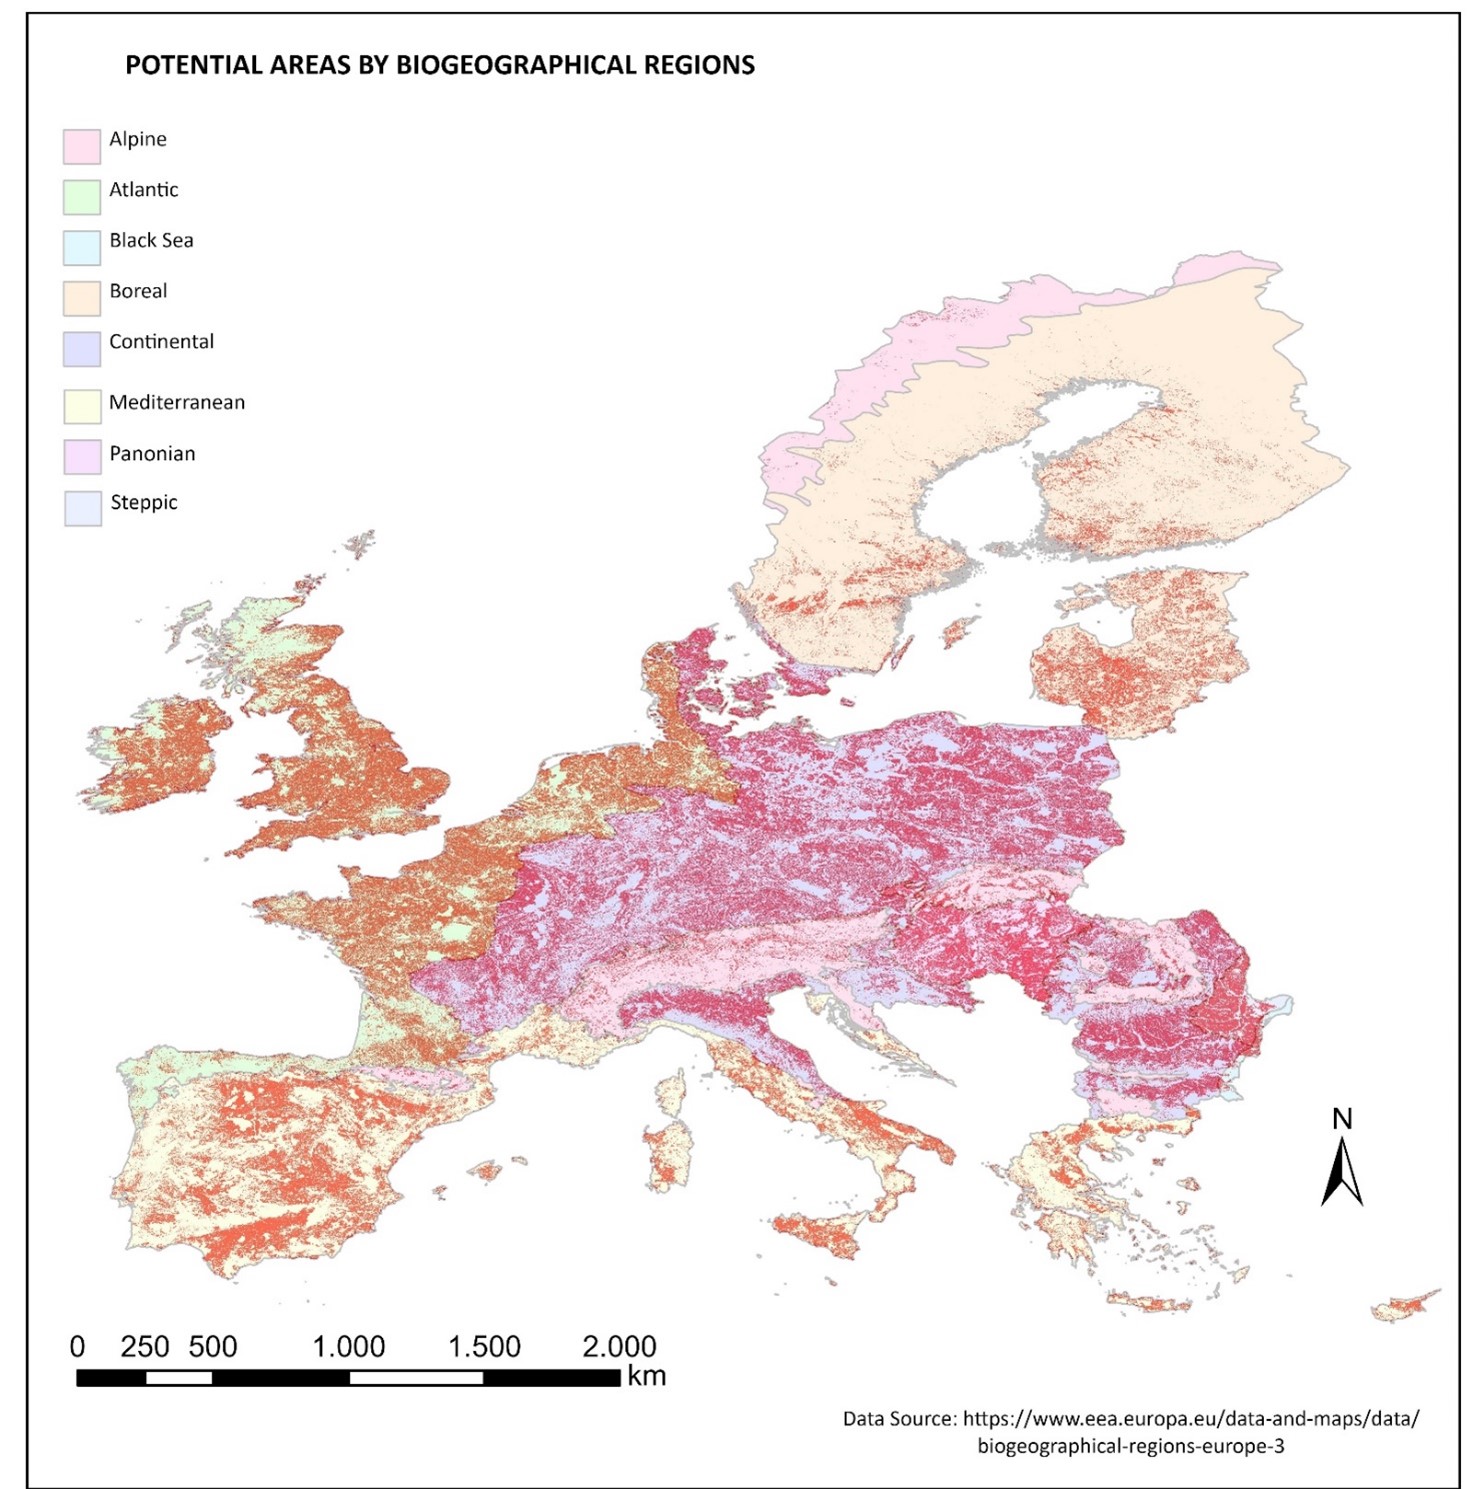 POTENTIAL AREAS BY BIOGEOGRAPHICAL REGIONS
Alpine
Atlantic
Black Sea
Boreal
Continental
Mediterranean
Panonian
Steppic
N
0 250 500 1.000 1.500 2.000
km
Data Source: https://www.eea.europa.eu/data-and-maps/data/
biogeographical-regions-europe-3